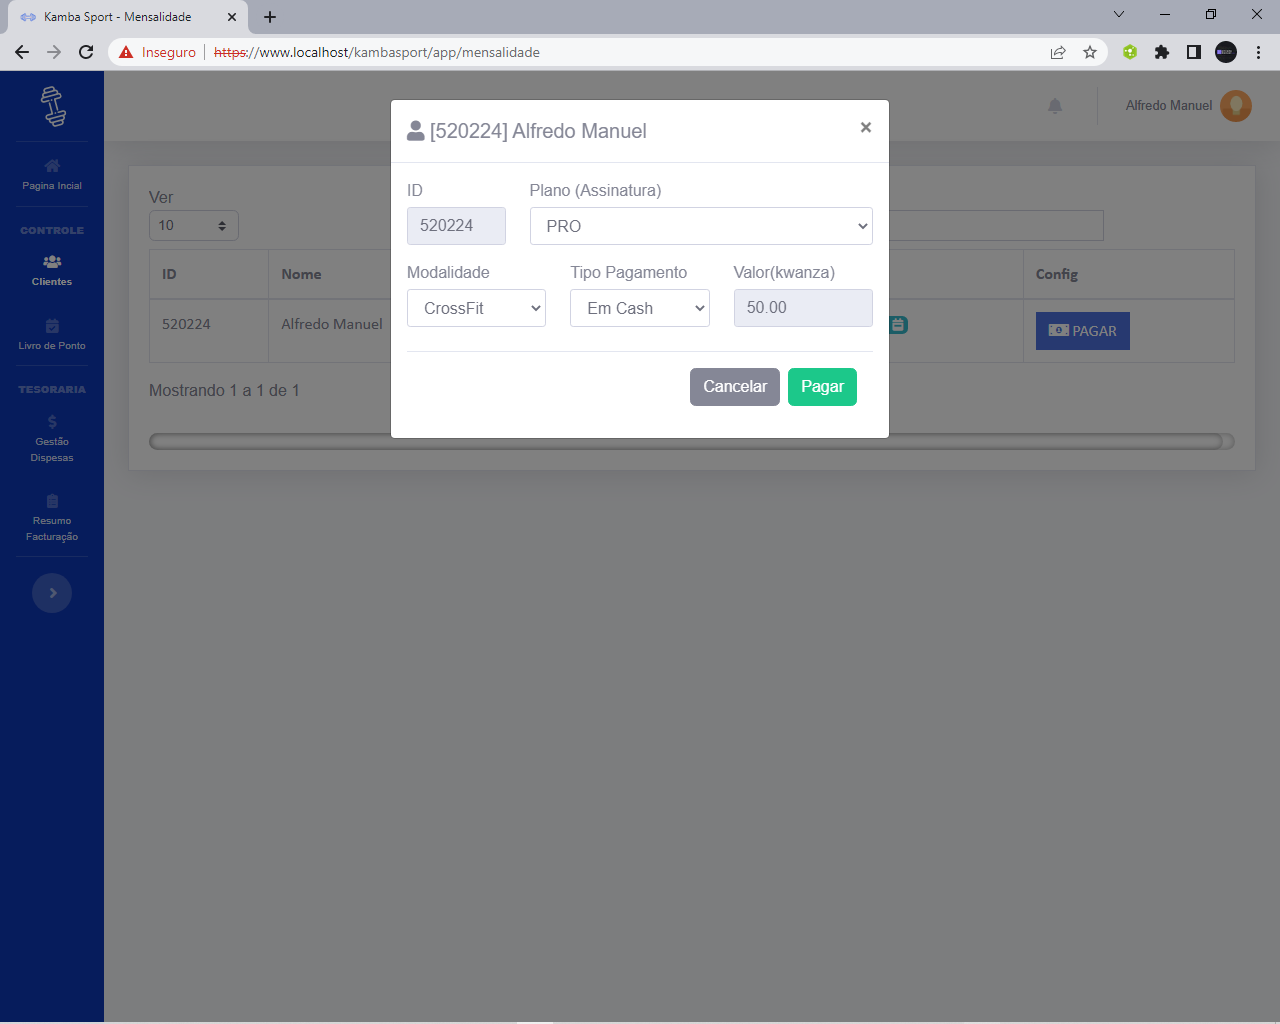 Kamba Sport - Mensalidade
Inseguro https://www.localhost/kambasport/app/mensalidade
Alfredo Manuel
Pagina Incial
CONTROLE
Clientes
Livro de Ponto
TESORARIA
Gestão
Dispesas
Resumo
Facturação
Ver
10
ID Nome Config
520224 Alfredo Manuel PAGAR
Mostrando 1 a 1 de 1
[520224] Alfredo Manuel
ID Plano (Assinatura)
520224 PRO
Modalidade Tipo Pagamento Valor(kwanza)
CrossFit Em Cash 50.00
Cancelar Pagar